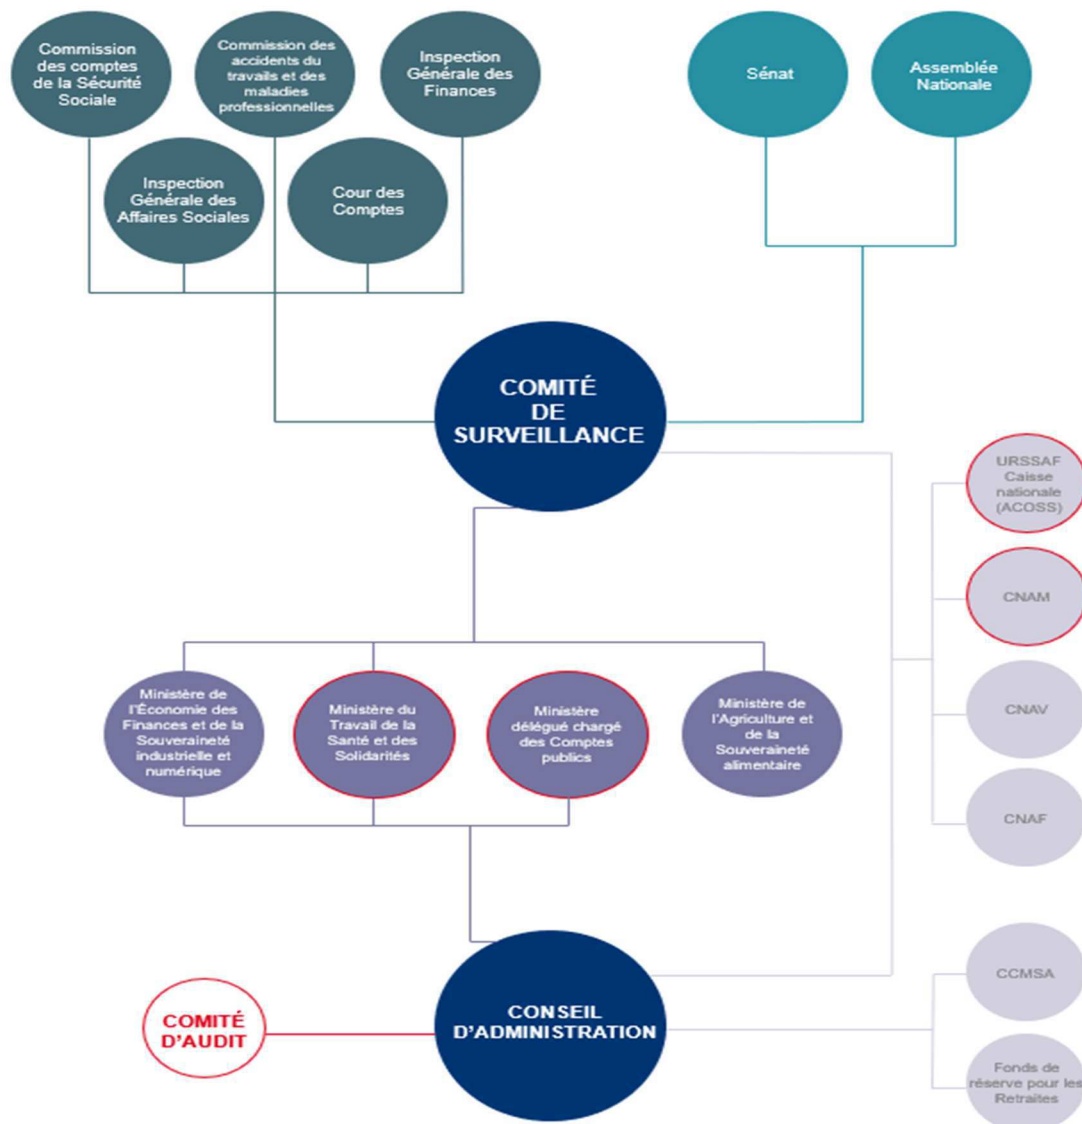 Commission
des comptes
de la Sécurité
Sociale
Commission des
accidents du
travails et des
maladies
professionnelles
Inspection
Générale des
Finances
Sénat
Assemblée
Nationale
Inspection
Générale des
Affaires Sociales
Cour des
Comptes
COMITÉ
DE
SURVEILLANCE
URSSAF
Caisse
nationale
(ACOSS)
CNAM
Ministère de
l'Économie des
Finances et de la
Souveraineté
industrielle et
numérique
Ministère du
Travail de la
Santé et des
Solidarités
Ministère
délégué chargé
des Comptes
publics
Ministère de
l'Agriculture et
de la
Souveraineté
alimentaire
CNAV
CNAF
CCMSA
COMITÉ
D'AUDIT
CONSEIL
D'ADMINISTRATION
Fonds de
réserve pour les
Retraites